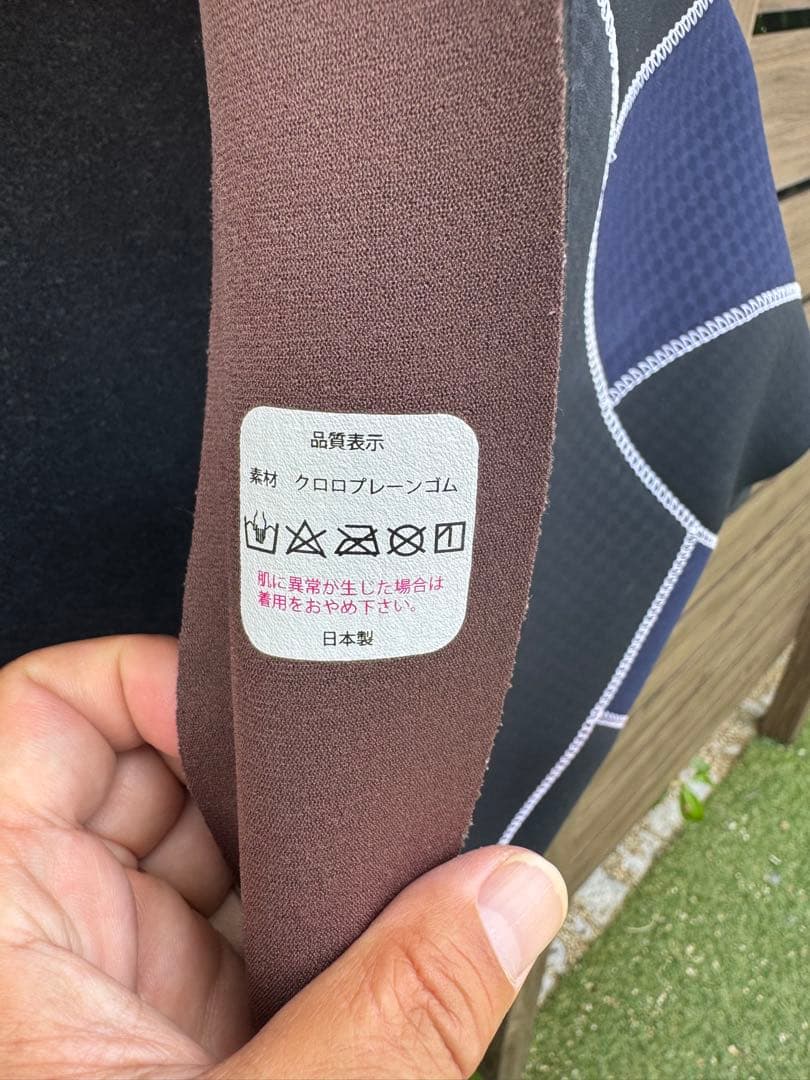 品質表示
素材 クロロプレーンゴム
肌に異常が生じた場合は
着用をおやめ下さい。
日本製